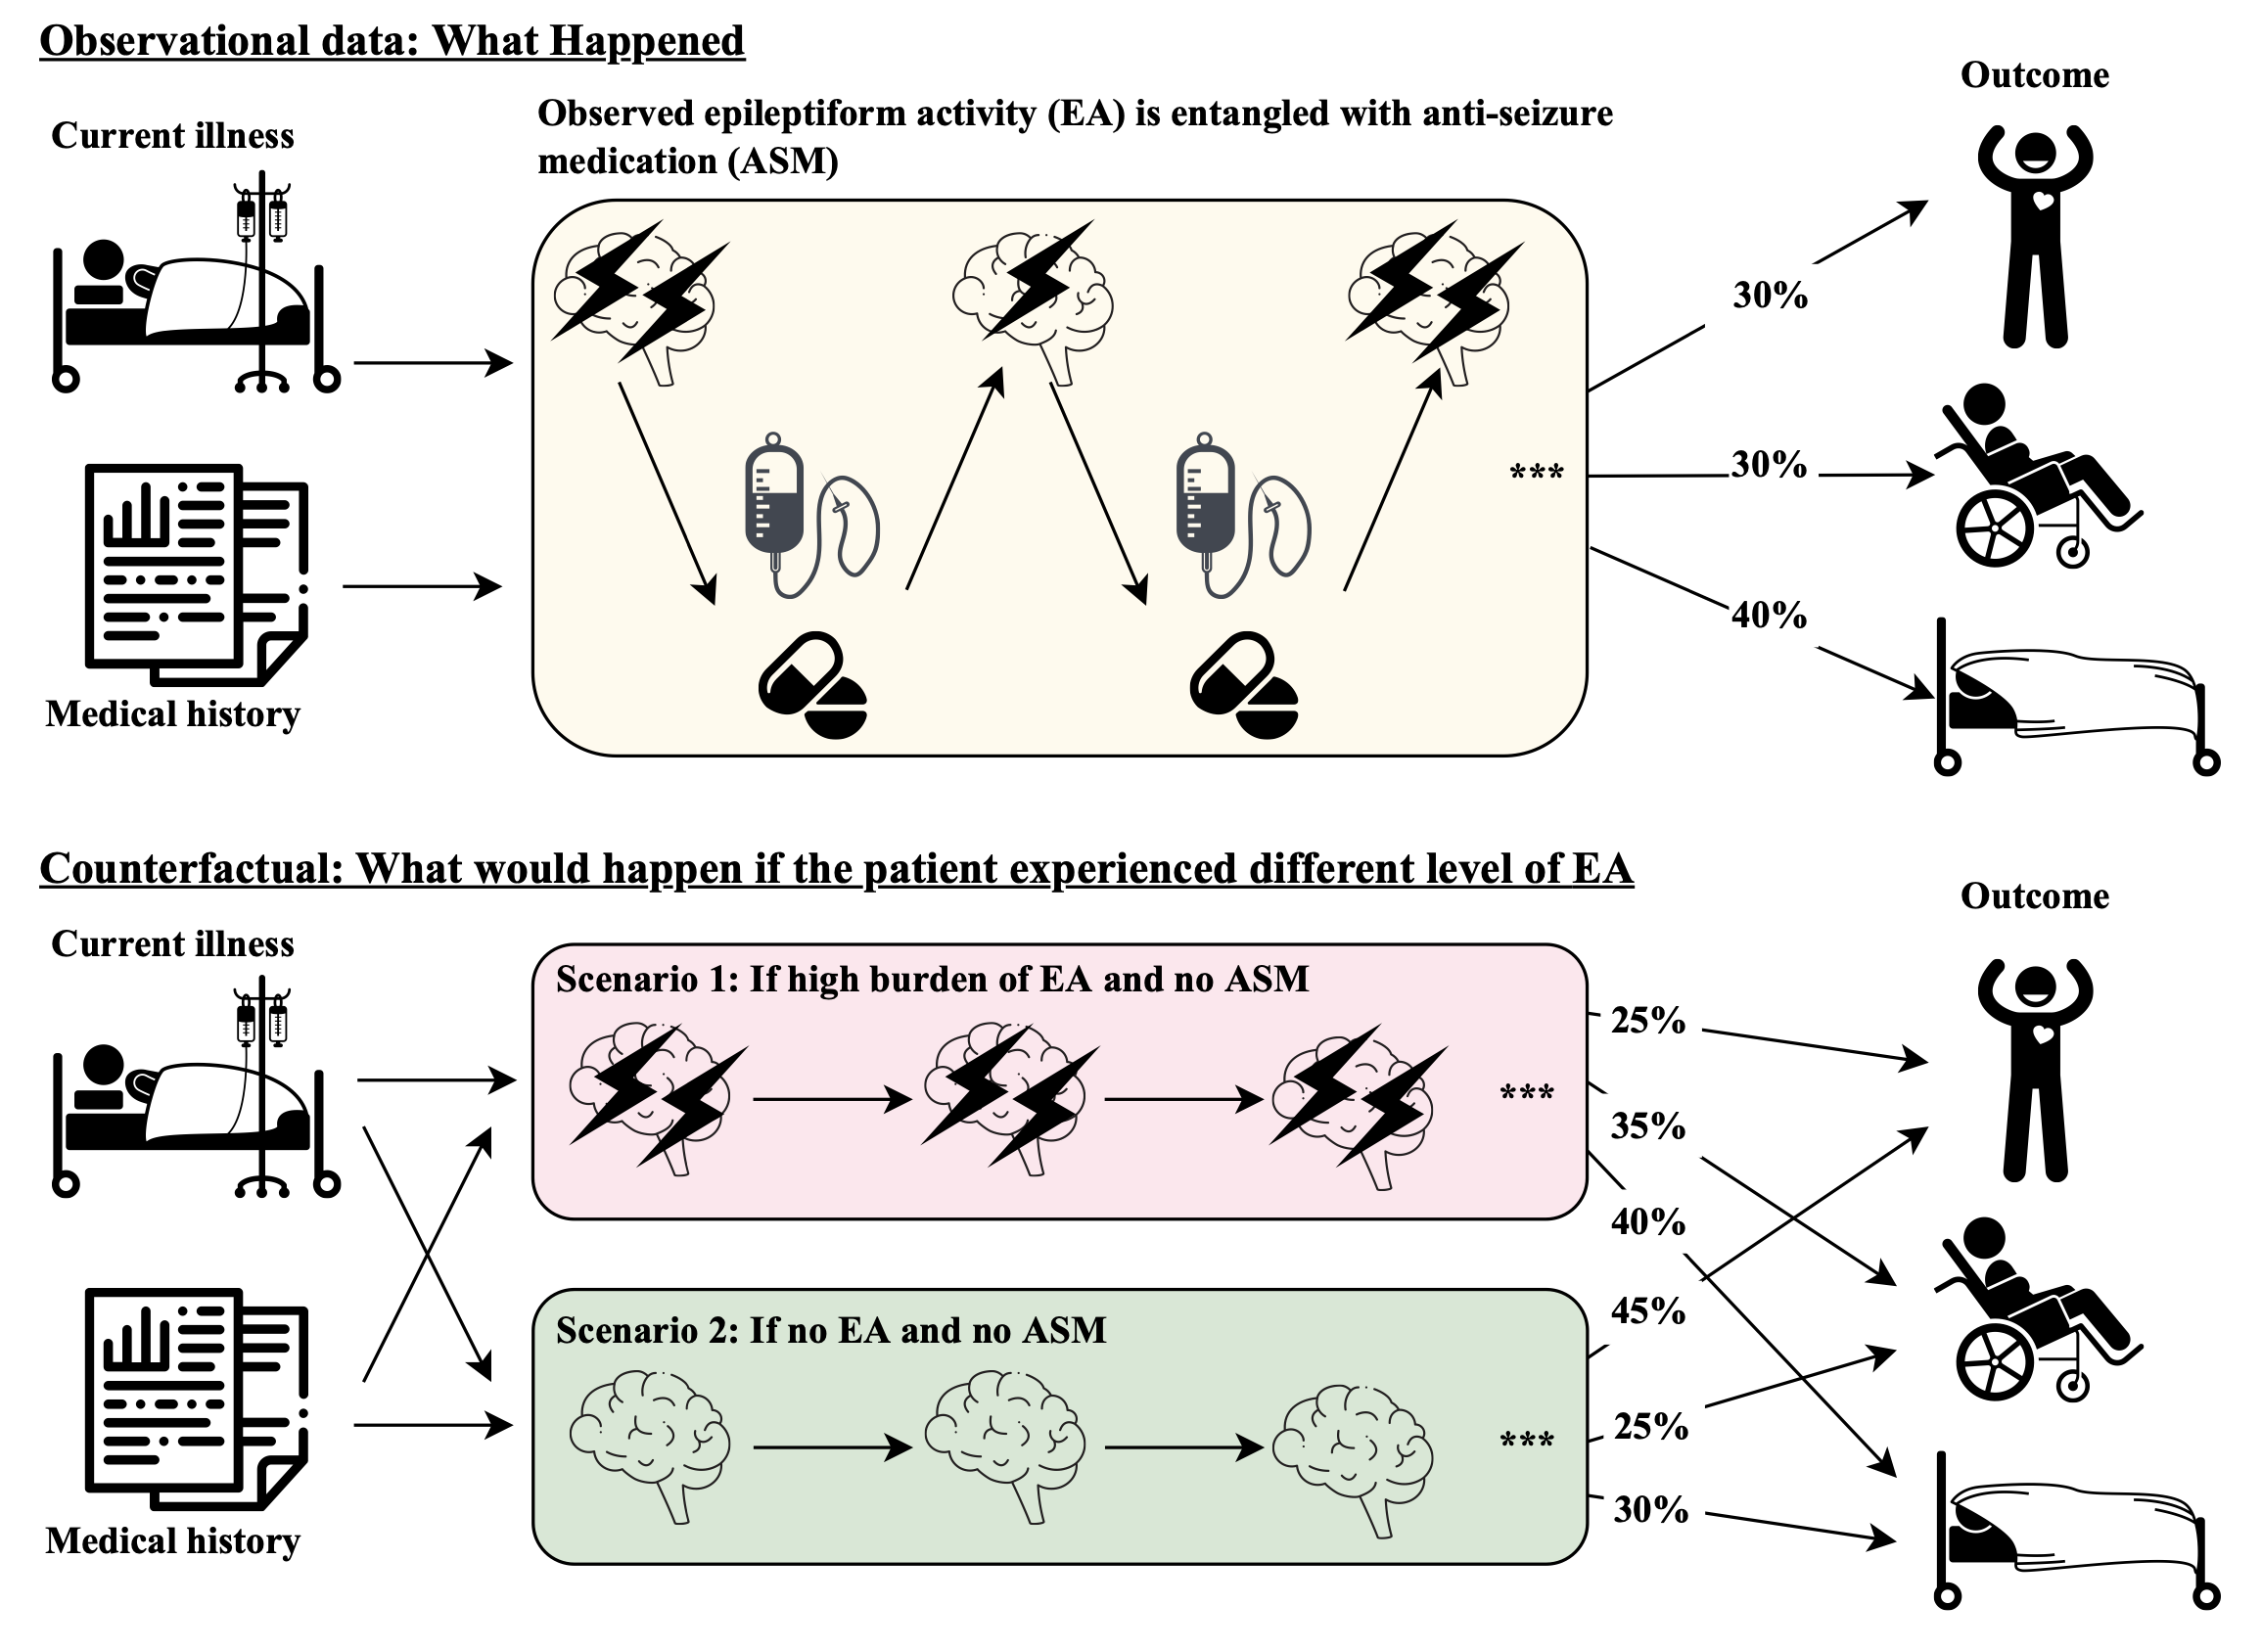 Observational data: What Happened
Outcome
Observed epileptiform activity (EA) is entangled with anti-seizure
medication (ASM)
Current illness
30%
***
30%
40%
Medical history
Counterfactual: What would happen if the patient experienced different level of EA
Outcome
Current illness
Scenario 1: If high burden of EA and no ASM
25%
***
35%
40%
45%
Scenario 2: If no EA and no ASM
***
25%
30%
Medical history